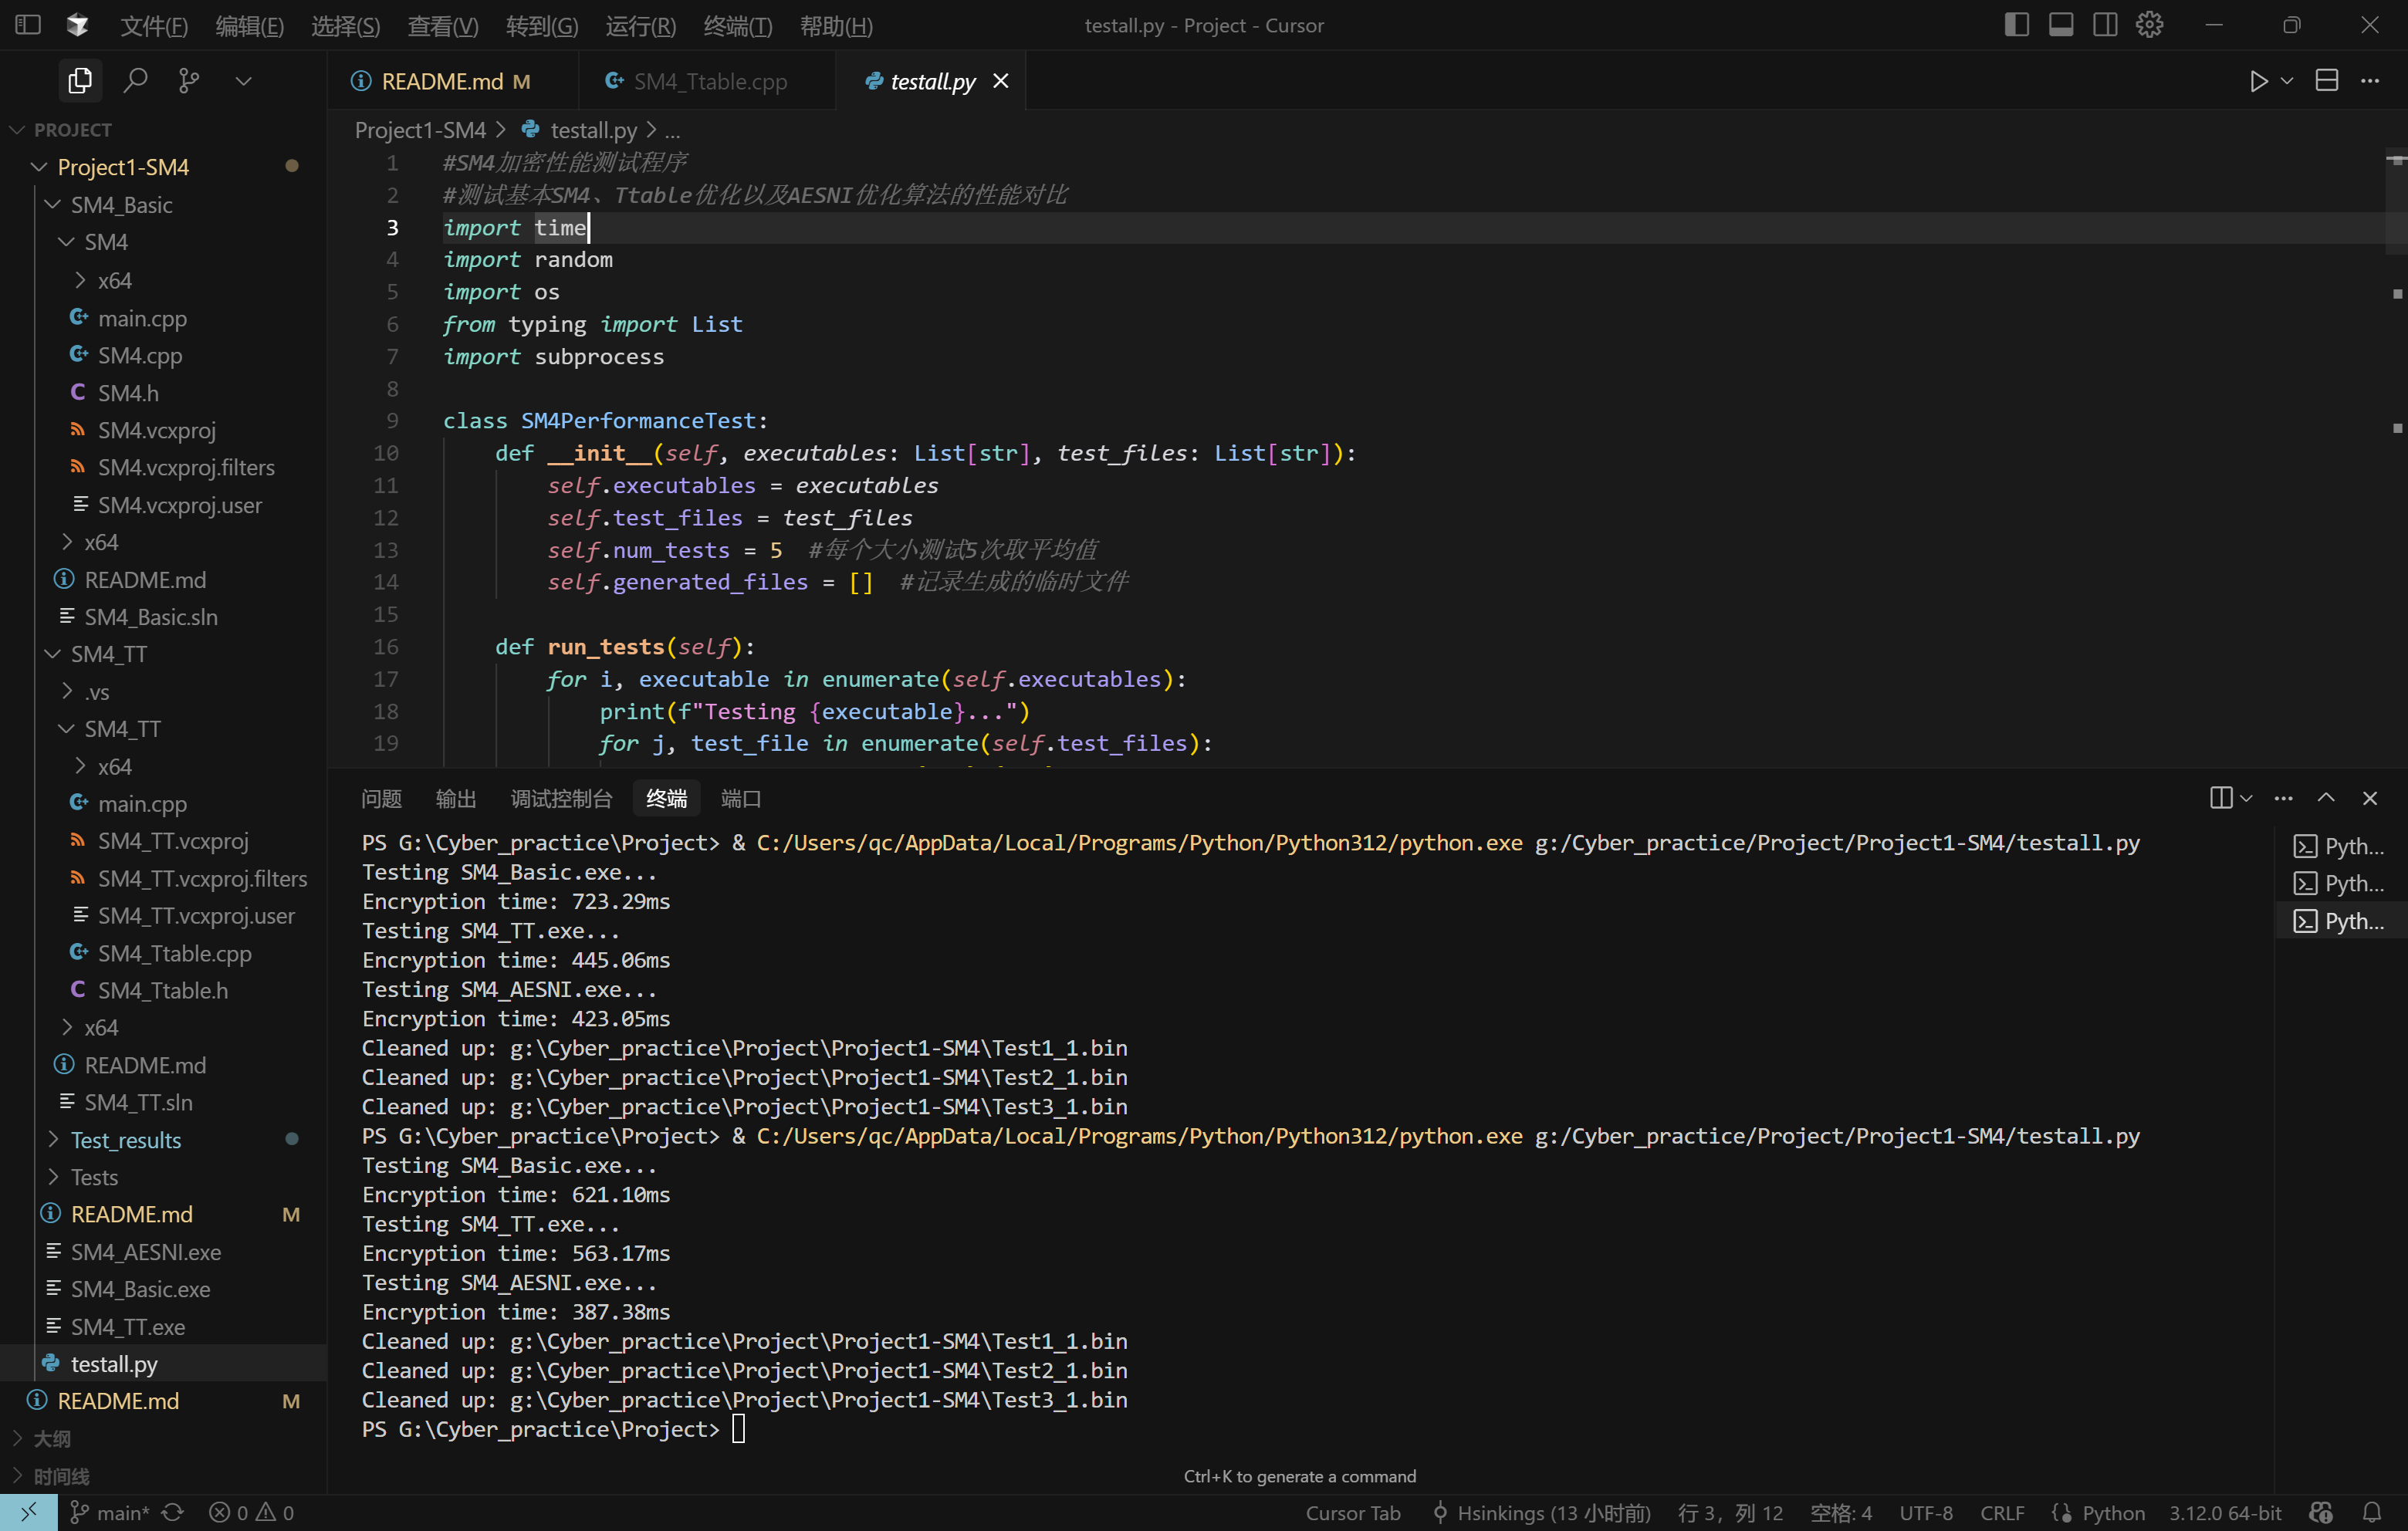 文件(F) 编辑(E) 选择(S) 查看(V) 转到(G) 运行(R) 终端(T) 帮助(H) testall.py - Project - Cursor
README.md M SM4_Ttable.cpp testall.py
PROJECT
Project1-SM4
SM4_Basic
SM4
x64
main.cpp
SM4.cpp
SM4.h
SM4.vcxproj
SM4.vcxproj.filters
SM4.vcxproj.user
x64
README.md
SM4_Basic.sln
SM4_TT
.vs
SM4_TT
x64
main.cpp
SM4_TT.vcxproj
SM4_TT.vcxproj.filters
SM4_TT.vcxproj.user
SM4_Ttable.cpp
SM4_Ttable.h
x64
README.md
SM4_TT.sln
Test_results
Tests
README.md M
SM4_AESNI.exe
SM4_Basic.exe
SM4_TT.exe
testall.py
README.md M
大纲
时间线
Project1-SM4 > testall.py > ...
1 #SM4加密性能测试程序
2 #测试基本SM4、Ttable优化以及AESNI优化算法的性能对比
3 import time
4 import random
5 import os
6 from typing import List
7 import subprocess
8
9 class SM4PerformanceTest:
10 def __init__(self, executables: List[str], test_files: List[str]):
11 self.executables = executables
12 self.test_files = test_files
13 self.num_tests = 5 #每个大小测试5次取平均值
14 self.generated_files = [] #记录生成的临时文件
15
16 def run_tests(self):
17 for i, executable in enumerate(self.executables):
18 print(f"Testing {executable}...")
19 for j, test_file in enumerate(self.test_files):
问题 输出 调试控制台 终端 端口
PS G:\Cyber_practice\Project> & C:/Users/qc/AppData/Local/Programs/Python/Python312/python.exe g:/Cyber_practice/Project/Project1-SM4/testall.py
Testing SM4_Basic.exe...
Encryption time: 723.29ms
Testing SM4_TT.exe...
Encryption time: 445.06ms
Testing SM4_AESNI.exe...
Encryption time: 423.05ms
Cleaned up: g:\Cyber_practice\Project\Project1-SM4\Test1_1.bin
Cleaned up: g:\Cyber_practice\Project\Project1-SM4\Test2_1.bin
Cleaned up: g:\Cyber_practice\Project\Project1-SM4\Test3_1.bin
PS G:\Cyber_practice\Project> & C:/Users/qc/AppData/Local/Programs/Python/Python312/python.exe g:/Cyber_practice/Project/Project1-SM4/testall.py
Testing SM4_Basic.exe...
Encryption time: 621.10ms
Testing SM4_TT.exe...
Encryption time: 563.17ms
Testing SM4_AESNI.exe...
Encryption time: 387.38ms
Cleaned up: g:\Cyber_practice\Project\Project1-SM4\Test1_1.bin
Cleaned up: g:\Cyber_practice\Project\Project1-SM4\Test2_1.bin
Cleaned up: g:\Cyber_practice\Project\Project1-SM4\Test3_1.bin
PS G:\Cyber_practice\Project>
Pyth...
Pyth...
Pyth...
Ctrl+K to generate a command
main* 0 0 Cursor Tab Hsinkings (13 小时前) 行 3，列 12 空格: 4 UTF-8 CRLF Python 3.12.0 64-bit